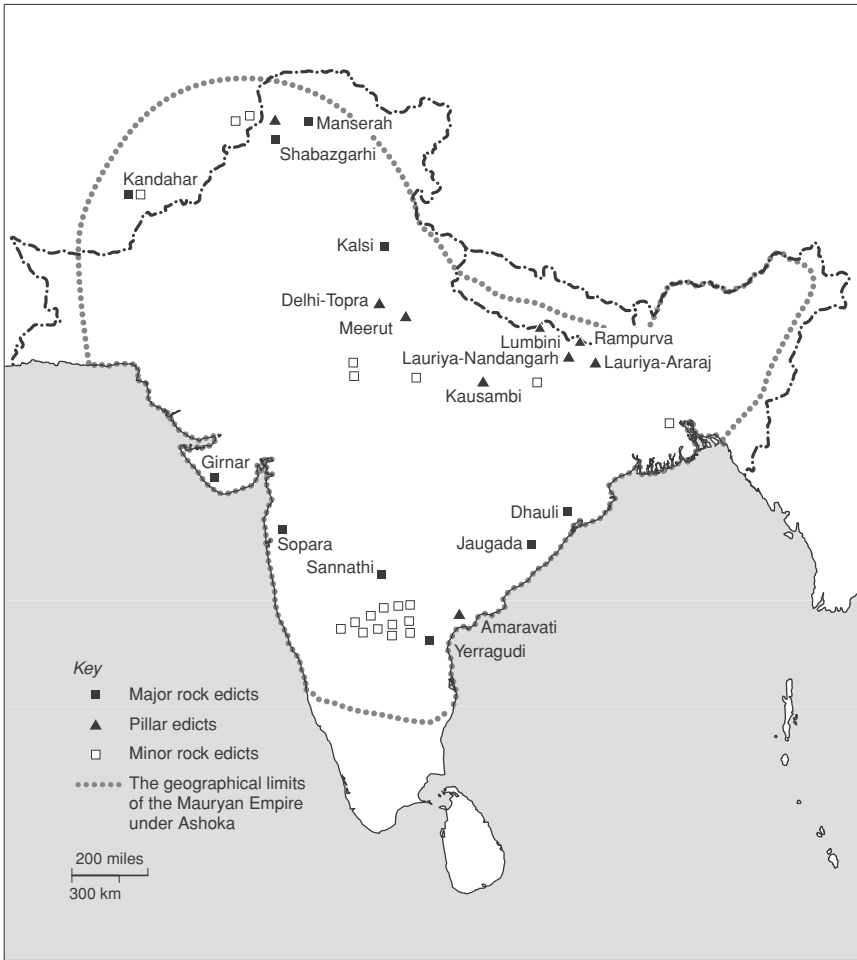 Manserah
Shabazgarhi
Kandahar
Kalsi
Delhi-Topra
Meerut
Lumbini
Rampurva
Lauriya-Nandangarh
Lauriya-Araraj
Kausambi
Girnar
Dhauli
Sopara
Jaugada
Sannathi
Amaravati
Yerragudi
Key
Major rock edicts
Pillar edicts
Minor rock edicts
The geographical limits
of the Mauryan Empire
under Ashoka
200 miles
300 km